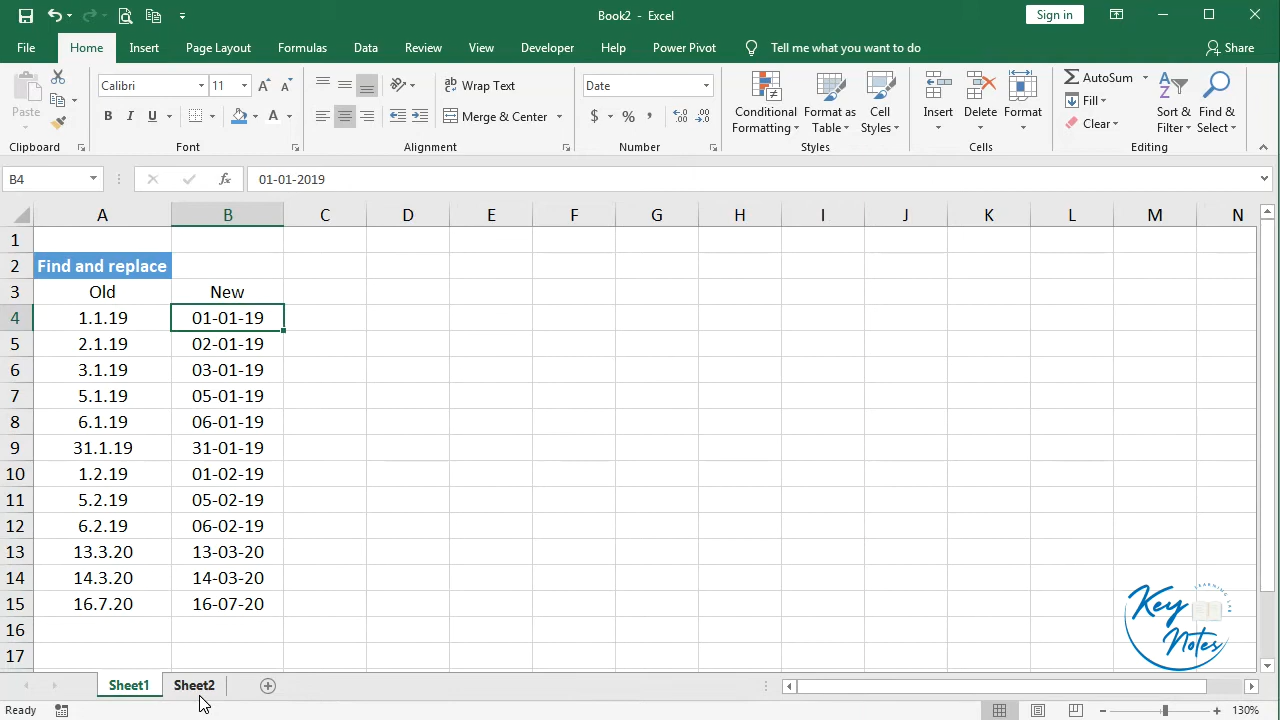 Book2 - Excel
Sign in
File Home Insert Page Layout Formulas Data Review View Developer Help Power Pivot Tell me what you want to do Share
Paste
Clipboard
Calibri 11
B I U
Font
Wrap Text
Merge & Center
Alignment
Date
$ % ,
Number
Conditional Formatting
Format as Table
Cell Styles
Styles
Insert
Delete
Format
Cells
AutoSum
Fill
Clear
Sort & Filter
Find & Select
Editing
B4 fx 01-01-2019
A B C D E F G H I J K L M N
1
2 Find and replace
3 Old New
4 1.1.19 01-01-19
5 2.1.19 02-01-19
6 3.1.19 03-01-19
7 5.1.19 05-01-19
8 6.1.19 06-01-19
9 31.1.19 31-01-19
10 1.2.19 01-02-19
11 5.2.19 05-02-19
12 6.2.19 06-02-19
13 13.3.20 13-03-20
14 14.3.20 14-03-20
15 16.7.20 16-07-20
16
17
Key Notes
LEARNING LAB
Sheet1 Sheet2
Ready 130%